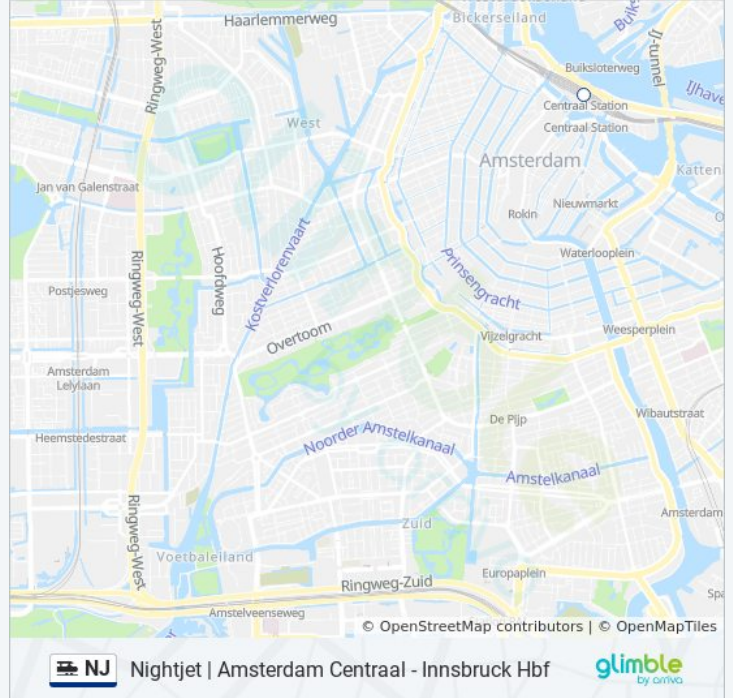 Haarlemmerweg
Bickerseiland
Ringweg-West
IJ-tunnel
Buiksloterweg
Centraal Station
Centraal Station
West
Amsterdam
Jan van Galenstraat
Nieuwmarkt
Rokin
Waterlooplein
Kostverlorenvaart
Prinsengracht
Hoofdweg
Ringweg-West
Postjesweg
Overtoom
Vijzelgracht
Weesperplein
Amsterdam
Lelylaan
De Pijp
Wibautstraat
Heemstedestraat
Noorder Amstelkanaal
Amstelkanaal
Ringweg-West
Amsterdam
Zuid
Voetbaleiland
Europaplein
Ringweg-Zuid
Amstelveenseweg
© OpenStreetMap contributors | © OpenMapTiles
NJ Nightjet | Amsterdam Centraal - Innsbruck Hbf
glimble
by arriva